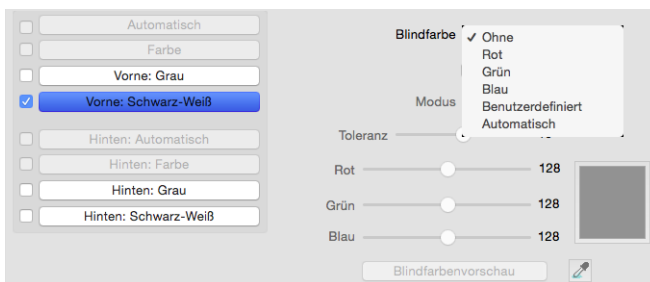 Automatisch
Farbe
Vorne: Grau
Vorne: Schwarz-Weiß
Hinten: Automatisch
Hinten: Farbe
Hinten: Grau
Hinten: Schwarz-Weiß
Blindfarbe
✓ Ohne
Rot
Grün
Blau
Benutzerdefiniert
Automatisch
Modus
Toleranz
Rot 128
Grün 128
Blau 128
Blindfarbenvorschau